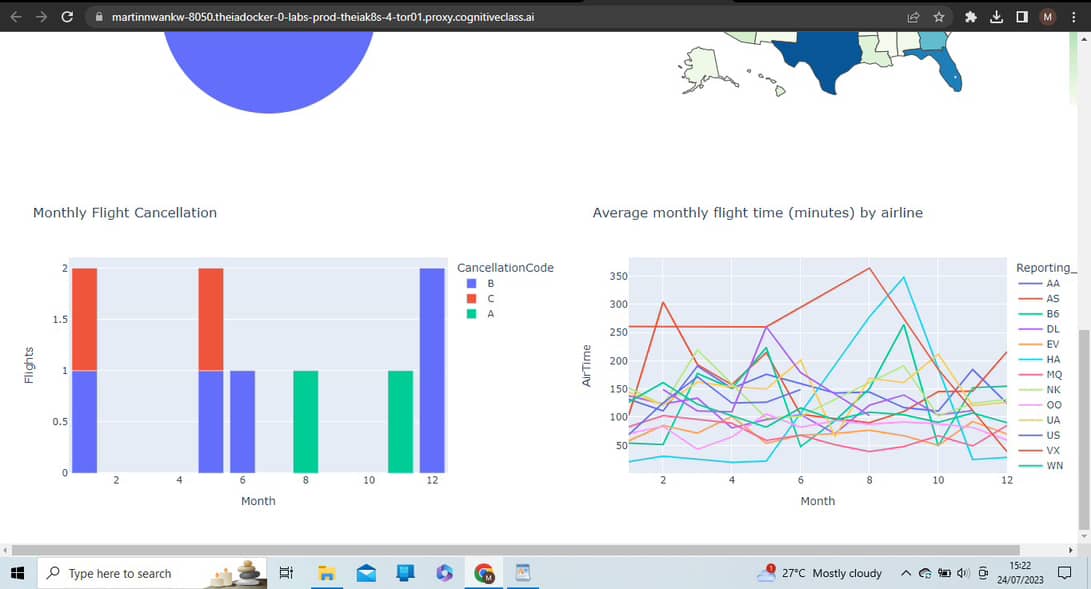 martinnwankw-8050.theiadocker-0-labs-prod-theiak8s-4-tor01.proxy.cognitiveclass.ai
M
Monthly Flight Cancellation
Average monthly flight time (minutes) by airline
CancellationCode
B
C
A
2
1.5
1
0.5
0
Flights
2
4
6
8
10
12
Month
Reporting_
AA
AS
B6
DL
EV
HA
MQ
NK
OO
UA
US
VX
WN
350
300
250
200
150
100
50
AirTime
2
4
6
8
10
12
Month
Type here to search
M
1
27°C Mostly cloudy
15:22
24/07/2023